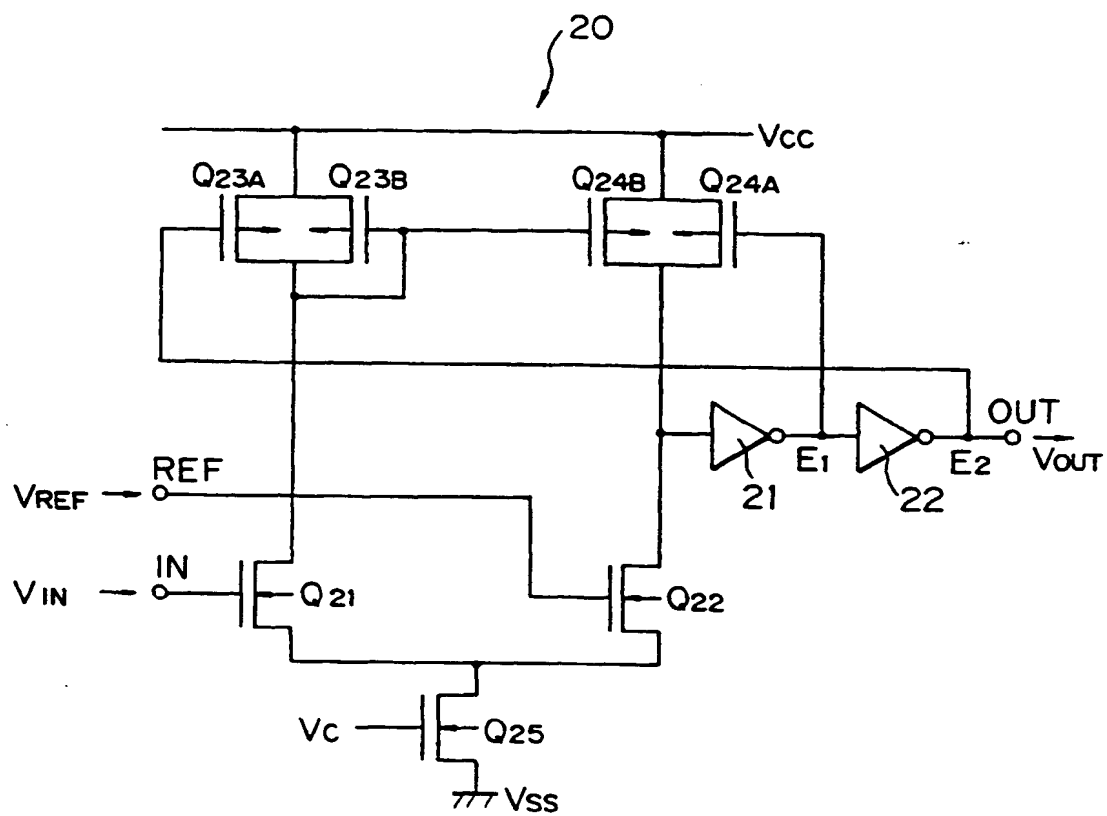 20
Vcc
Q23A
Q23B
Q24B
Q24A
OUT
E1
E2
VOUT
21
22
REF
VREF
IN
VIN
Q21
Q22
Vc
Q25
Vss